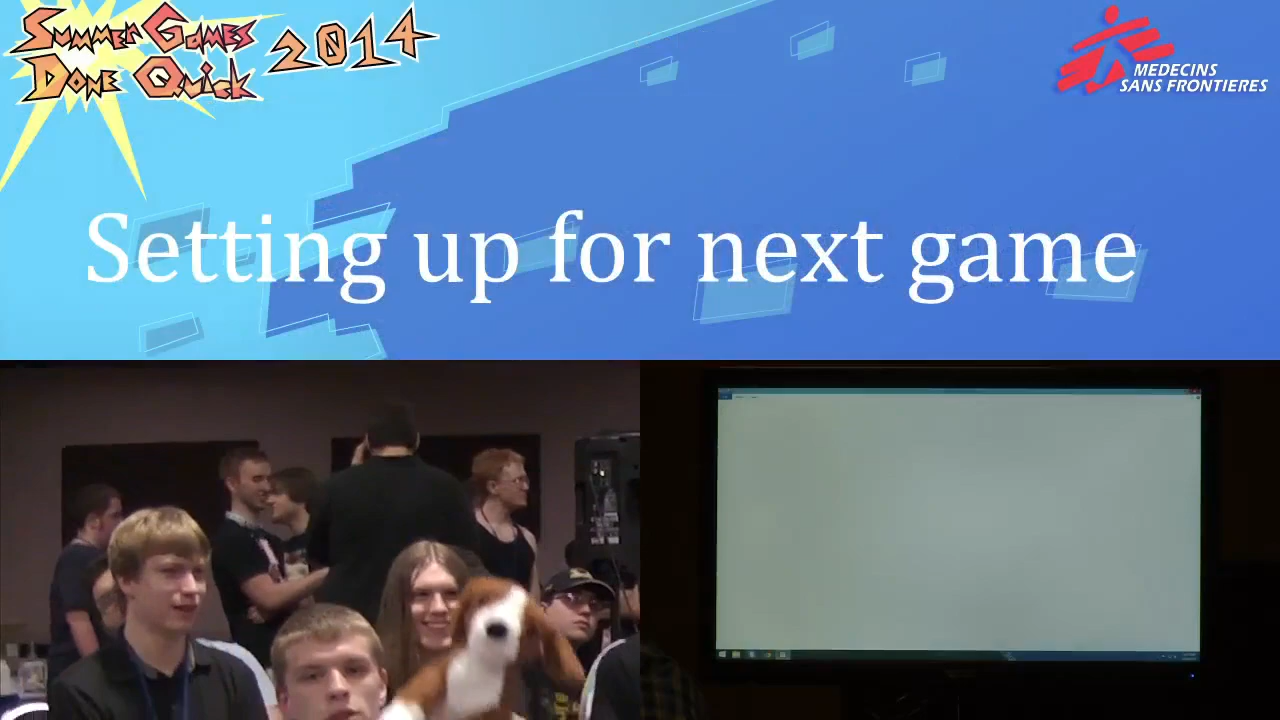 SUMMER GAMES
DONE QUICK
2014
MEDECINS
SANS FRONTIERES
Setting up for next game